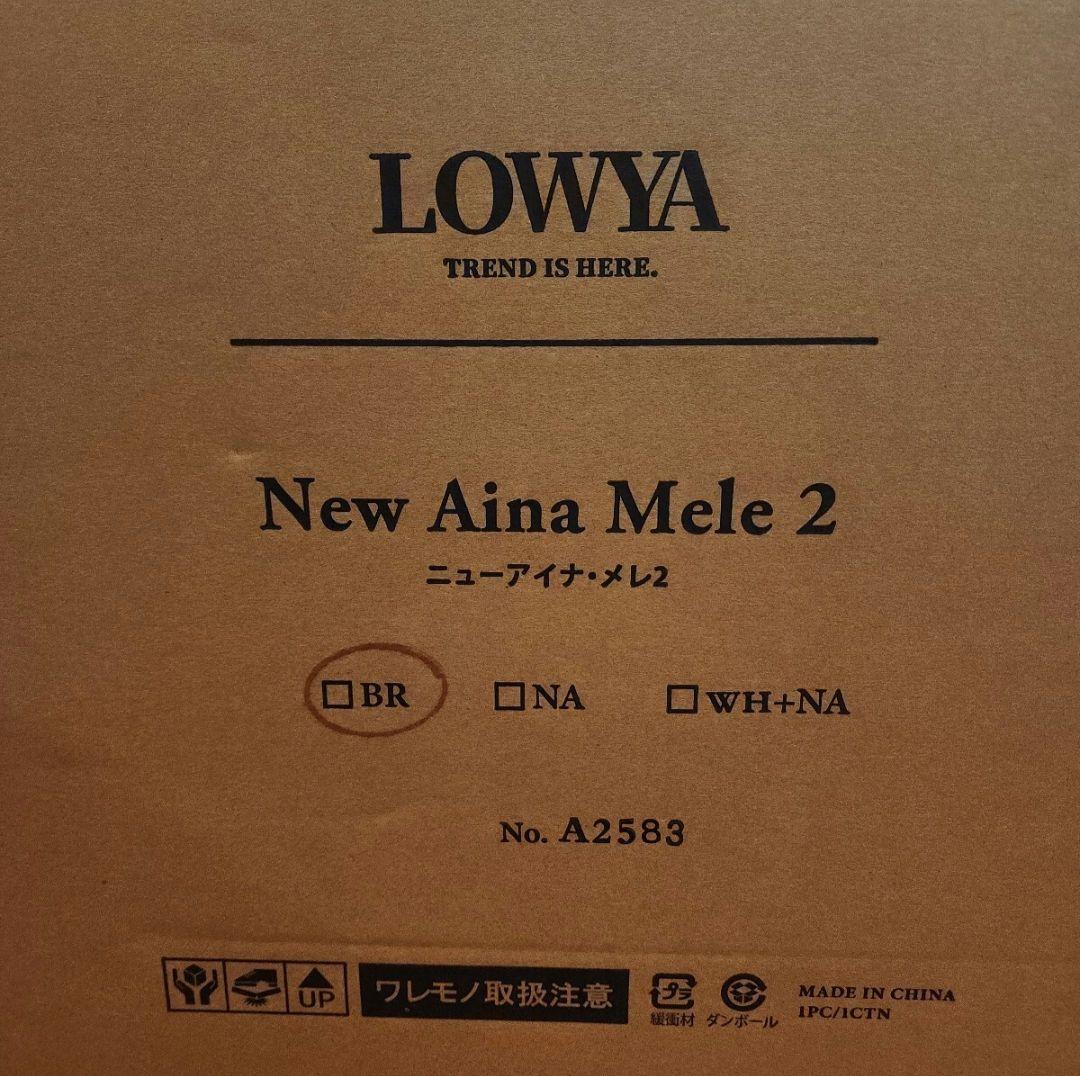 LOWYA
TREND IS HERE.
New Aina Mele 2
ニューアイナ・メレ2
□BR □NA □WH+NA
No. A2583
UP ワレモノ取扱注意 プラ MADE IN CHINA
緩衝材 ダンボール 1PC/1CTN